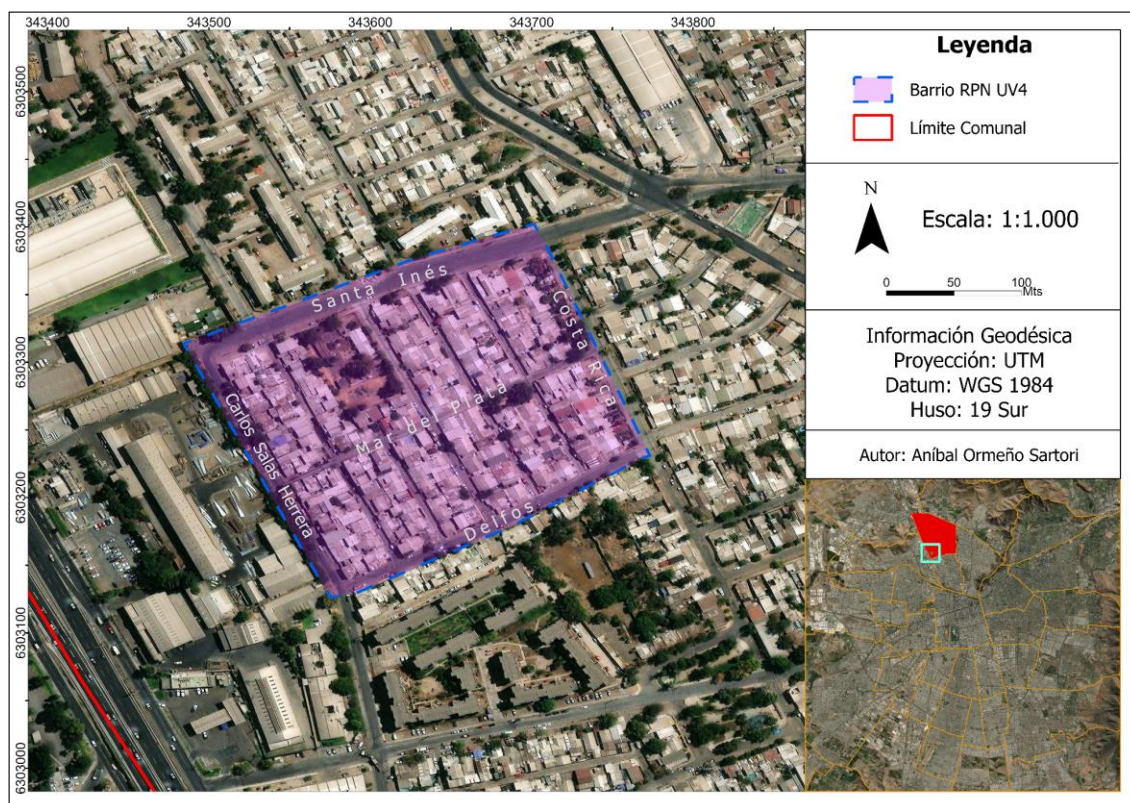 343400
343500
343600
343700
343800
6303500
6303400
6303300
6303200
6303100
6303000
Santa Inés
Costa Rica
Mar del Plata
Carlos Salas Herrera
Delfos
Leyenda
Barrio RPN UV4
Límite Comunal
N
Escala: 1:1.000
0 50 100
Mts
Información Geodésica
Proyección: UTM
Datum: WGS 1984
Huso: 19 Sur
Autor: Aníbal Ormeño Sartori